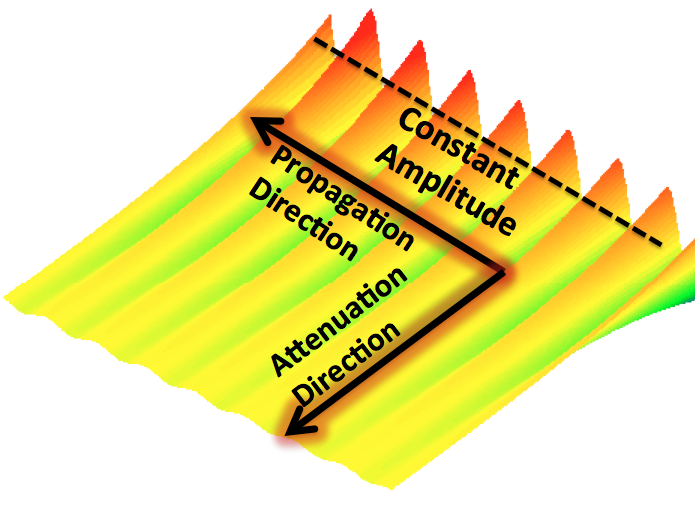 Constant
Amplitude
Propagation
Direction
Attenuation
Direction